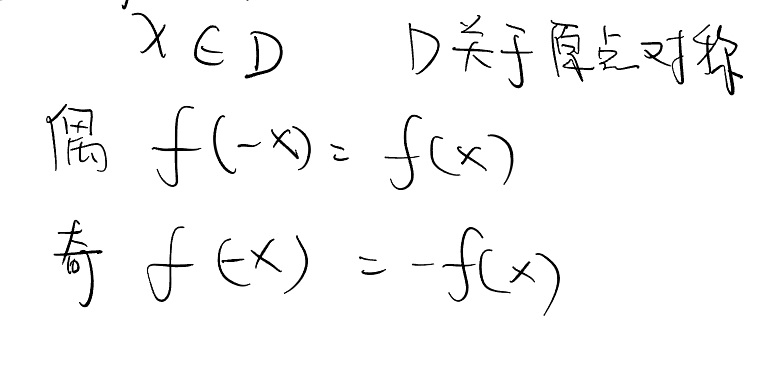 x ∈ D D关于原点对称
偶 f(-x) = f(x)
奇 f(-x) = -f(x)